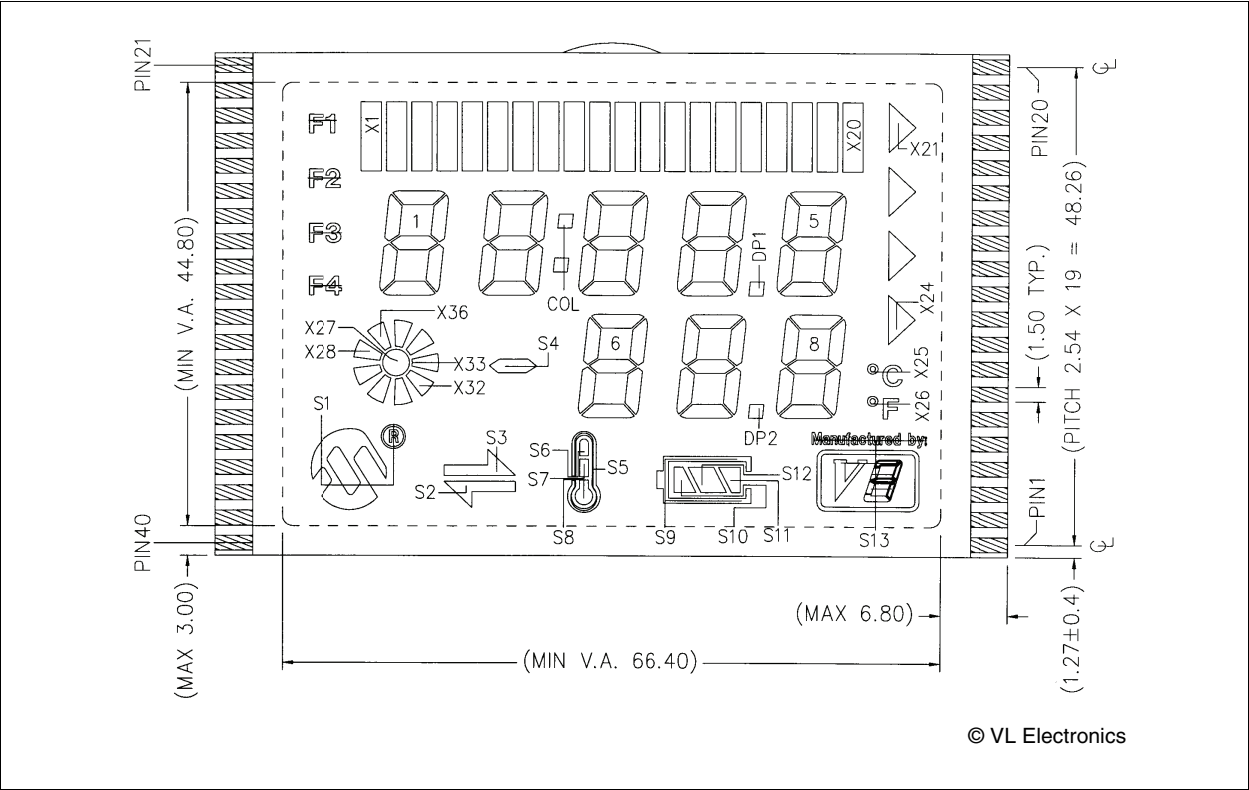 PIN21
PIN40
(MIN V.A. 44.80)
(MAX 3.00)
F1
F2
F3
F4
X1
X20
X21
X24
1
5
COL
DP1
X36
X27
X28
X33
X32
S4
6
8
DP2
°C
X25
°F
X26
S1
®
S3
S2
S6
S7
S5
S8
S12
S9
S10
S11
Manufactured by:
S13
PIN20
PIN1
(1.50 TYP.)
(PITCH 2.54 X 19 = 48.26)
(1.27±0.4)
(MAX 6.80)
(MIN V.A. 66.40)
© VL Electronics